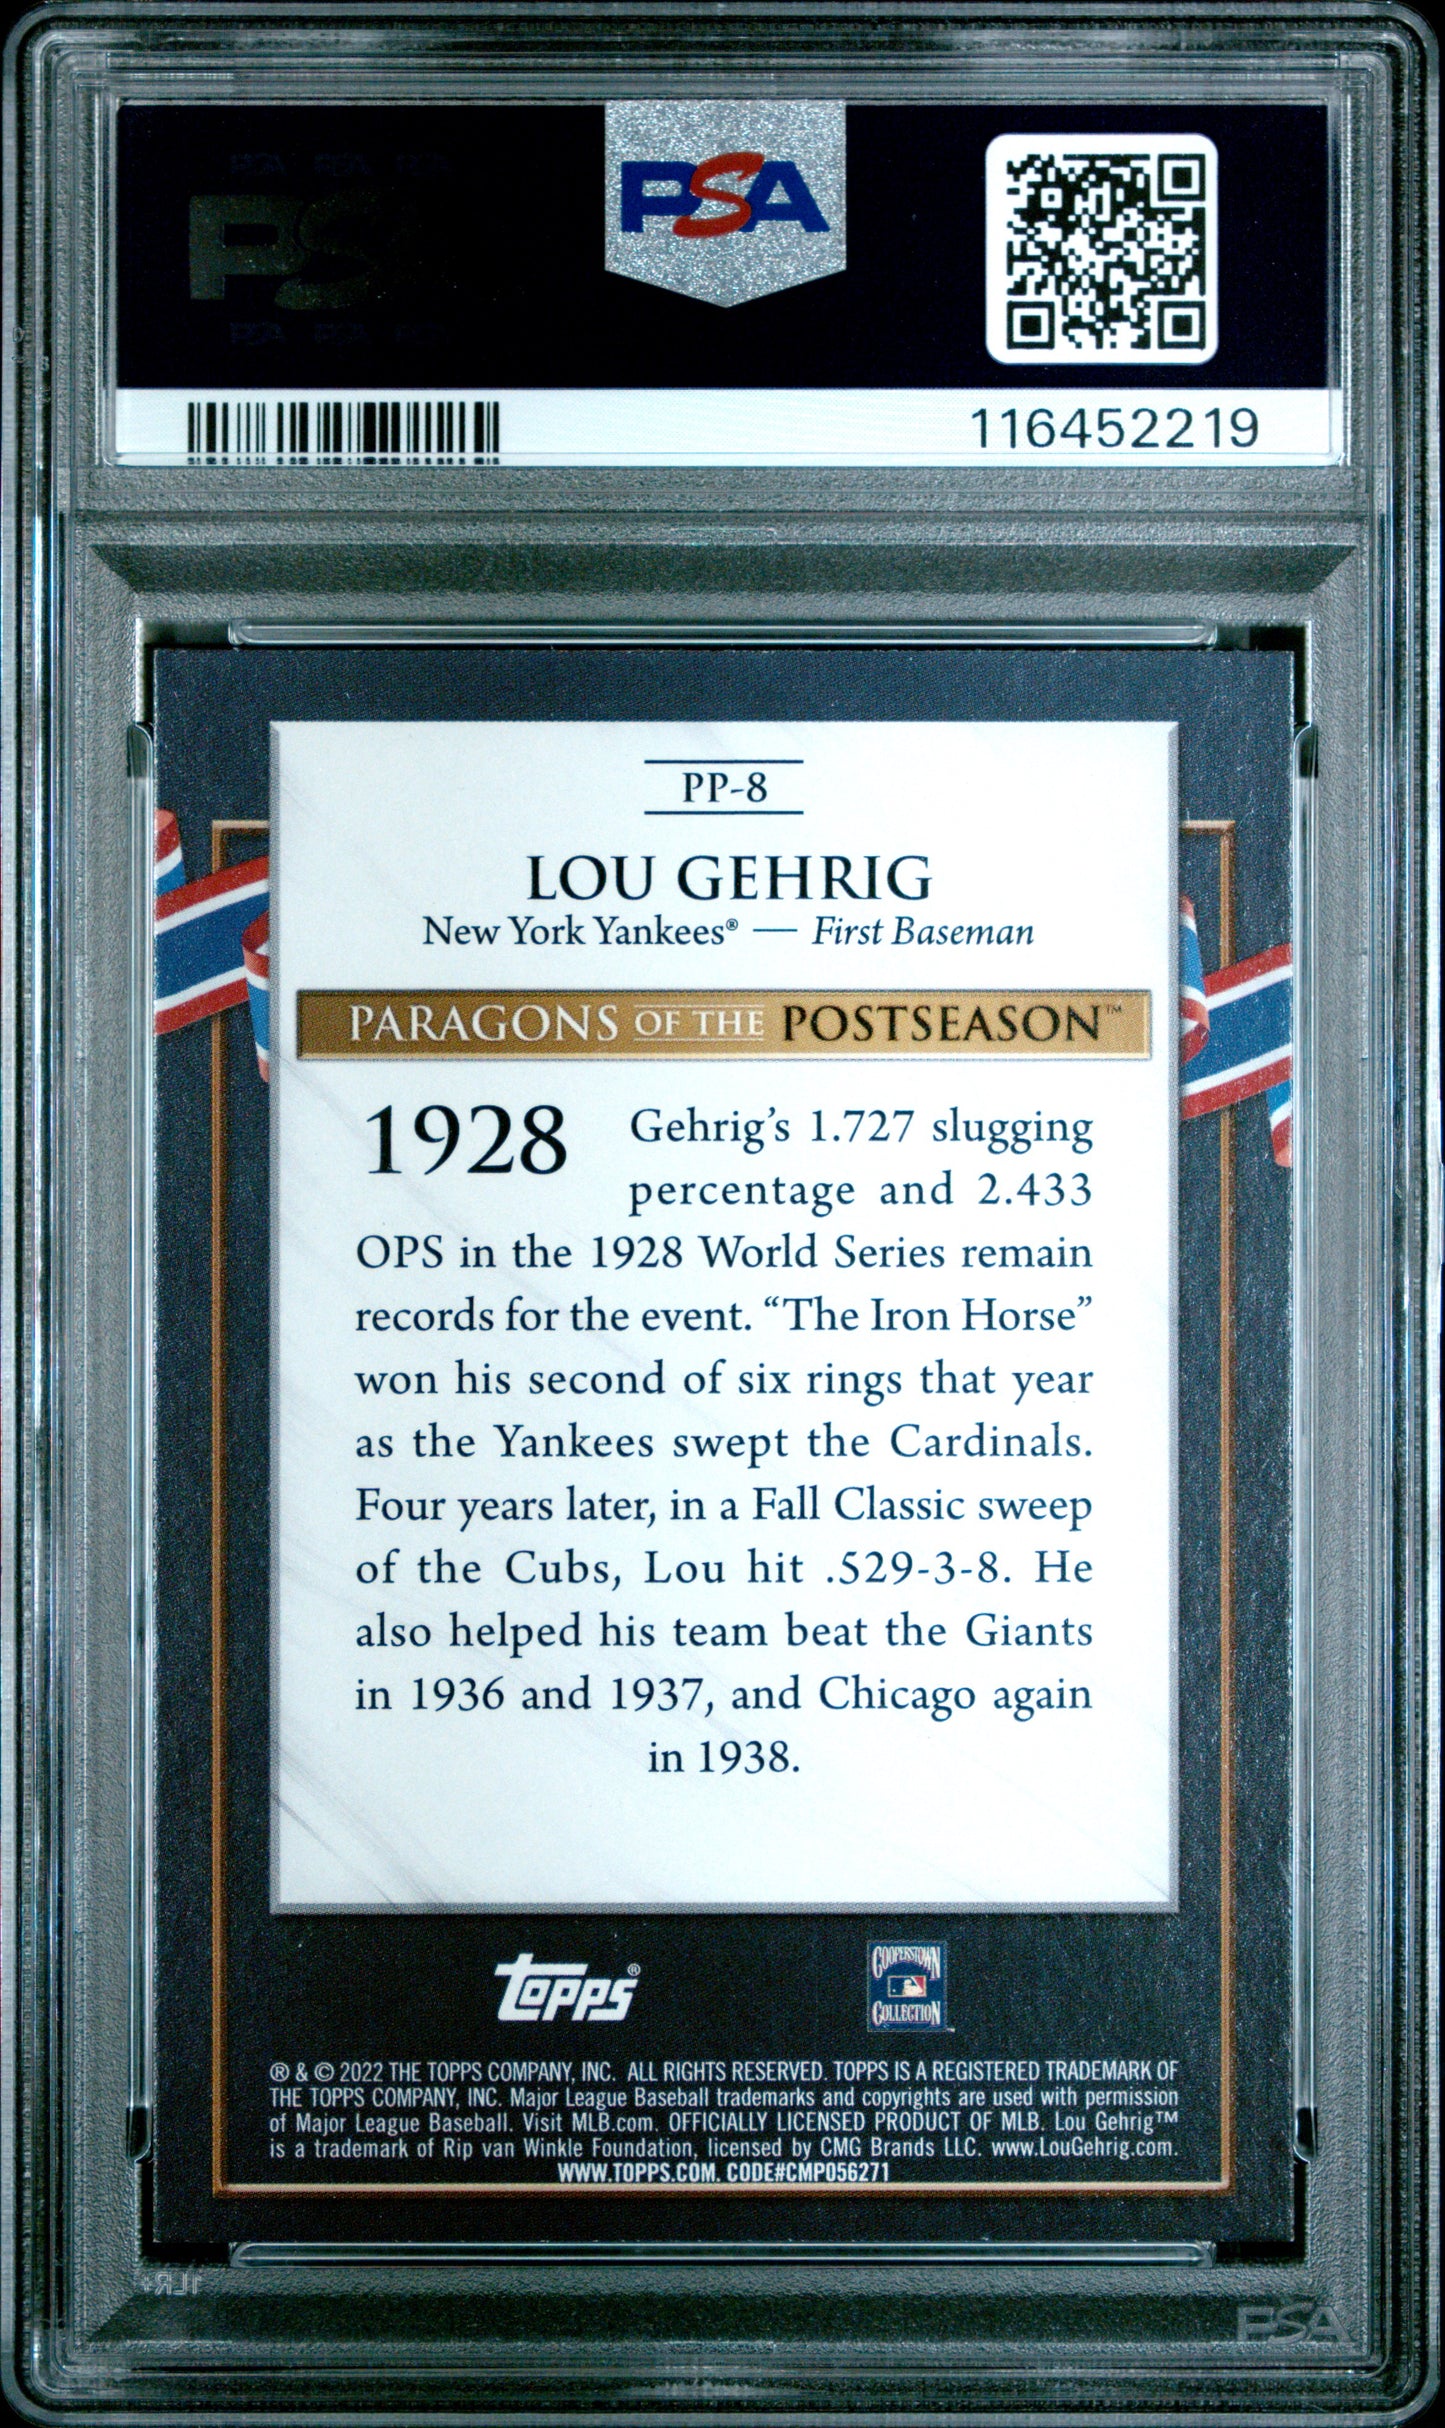 PSA
116452219
PP-8
LOU GEHRIG
New York Yankees® — First Baseman
PARAGONS OF THE POSTSEASON™
1928 Gehrig’s 1.727 slugging
percentage and 2.433
OPS in the 1928 World Series remain
records for the event. “The Iron Horse”
won his second of six rings that year
as the Yankees swept the Cardinals.
Four years later, in a Fall Classic sweep
of the Cubs, Lou hit .529-3-8. He
also helped his team beat the Giants
in 1936 and 1937, and Chicago again
in 1938.
topps®
COOPERSTOWN
COLLECTION
® & © 2022 THE TOPPS COMPANY, INC. ALL RIGHTS RESERVED. TOPPS IS A REGISTERED TRADEMARK OF
THE TOPPS COMPANY, INC. Major League Baseball trademarks and copyrights are used with permission
of Major League Baseball. Visit MLB.com. OFFICIALLY LICENSED PRODUCT OF MLB. Lou Gehrig™
is a trademark of Rip van Winkle Foundation, licensed by CMG Brands LLC. www.LouGehrig.com.
WWW.TOPPS.COM. CODE#CMP056271
PSA